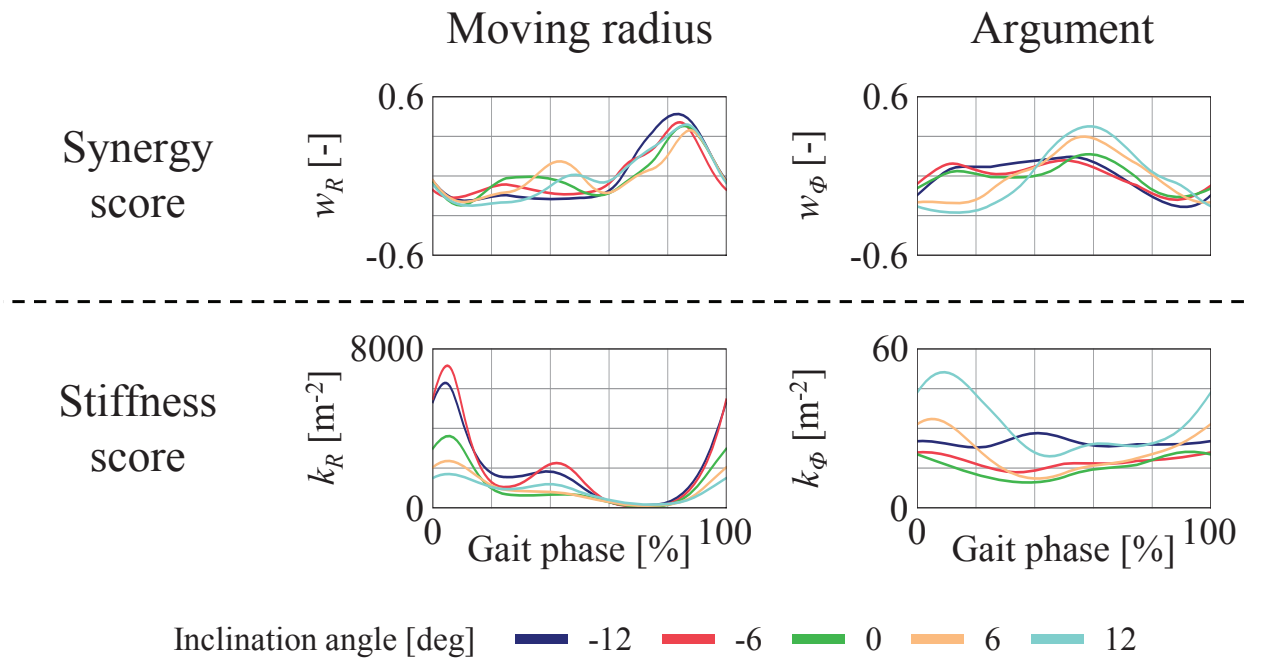 Moving radius Argument
Synergy
score
0.6
w_R [-]
-0.6
0.6
w_Φ [-]
-0.6
Stiffness
score
8000
k_R [m⁻²]
0
0 Gait phase [%] 100
60
k_Φ [m⁻²]
0
0 Gait phase [%] 100
Inclination angle [deg] -12 -6 0 6 12